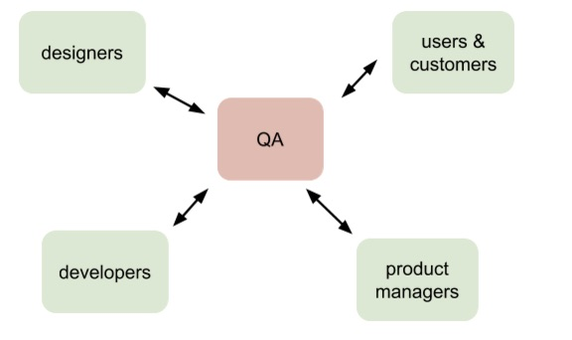 designers
users &
customers
QA
developers
product
managers